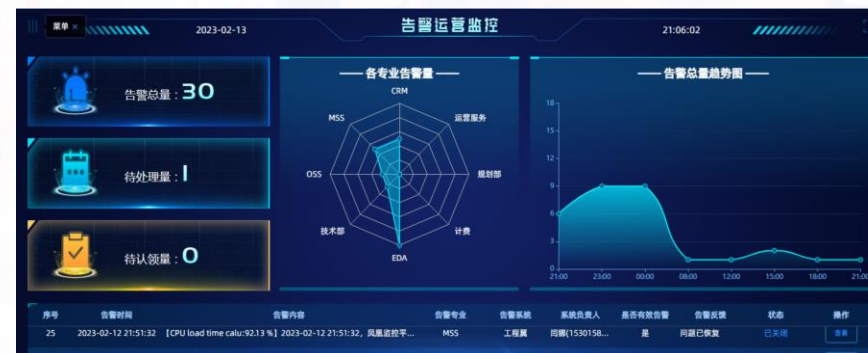 菜单 ×
2023-02-13
告警运营监控
21:06:02
告警总量：30
待处理量：1
待认领量：0
各专业告警量
CRM
运营服务
规划部
计费
EDA
技术部
OSS
MSS
告警总量趋势图
18
15
12
9
6
3
0
21:00 23:00 00:00 08:00 12:00 15:00 18:00 21:00
序号 告警时间 告警内容 告警专业 告警系统 系统负责人 是否有效告警 告警反馈 状态 操作
25 2023-02-12 21:51:32 【CPU load time calu:92.13 %】2023-02-12 21:51:32，凤凰监控平... MSS 工程翼 闫娜(1530158... 是 问题已恢复 已关闭 查看